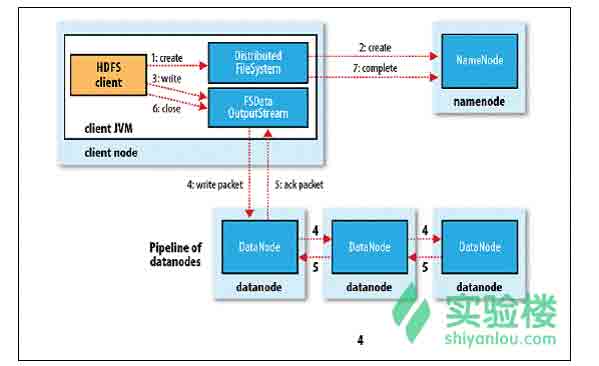 HDFS
client
1: create
3: write
6: close
Distributed
FileSystem
FSData
OutputStream
2: create
7: complete
NameNode
namenode
client JVM
client node
4: write packet
5: ack packet
Pipeline of
datanodes
DataNode
datanode
4
5
DataNode
datanode
4
5
DataNode
datanode
4
实验楼
shiyanlou.com